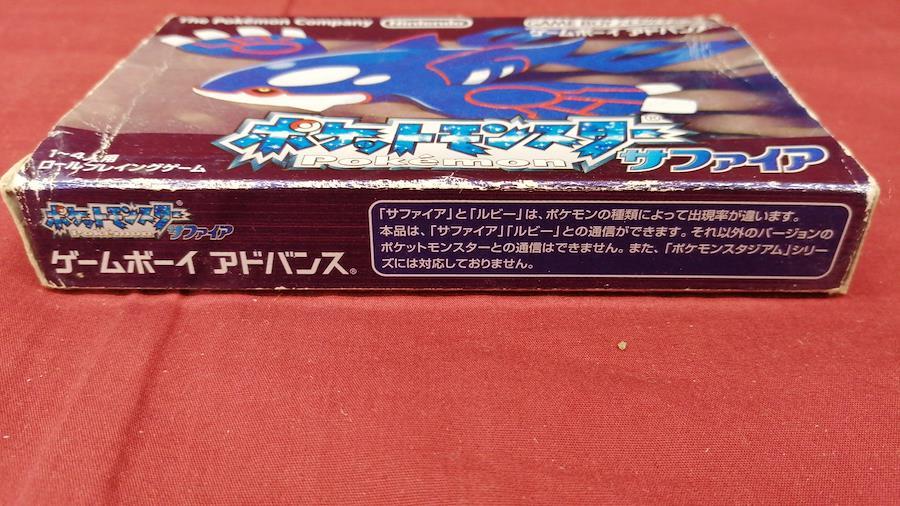 The Pokémon Company
Nintendo
ゲームボーイ アドバンス
ポケットモンスター
Pokémon
サファイア
1～4人用
ロールプレイングゲーム
ポケットモンスター
サファイア
ゲームボーイ アドバンス®
「サファイア」と「ルビー」は、ポケモンの種類によって出現率が違います。
本品は、「サファイア」「ルビー」との通信ができます。それ以外のバージョンの
ポケットモンスターとの通信はできません。また、「ポケモンスタジアム」シリー
ズには対応しておりません。